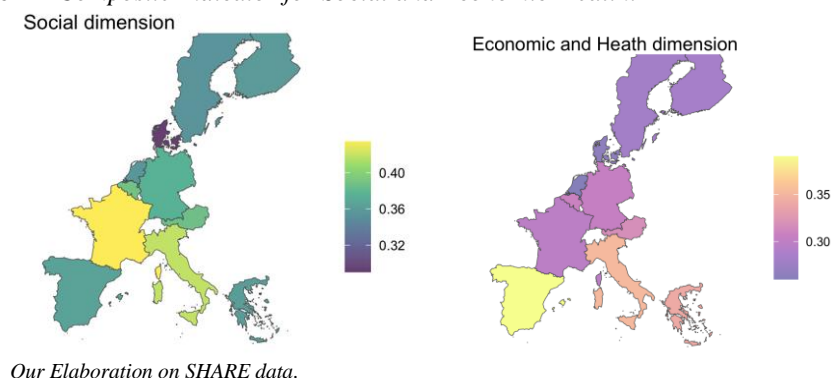 Social dimension
Economic and Heath dimension
0.40
0.36
0.32
0.35
0.30
Our Elaboration on SHARE data.